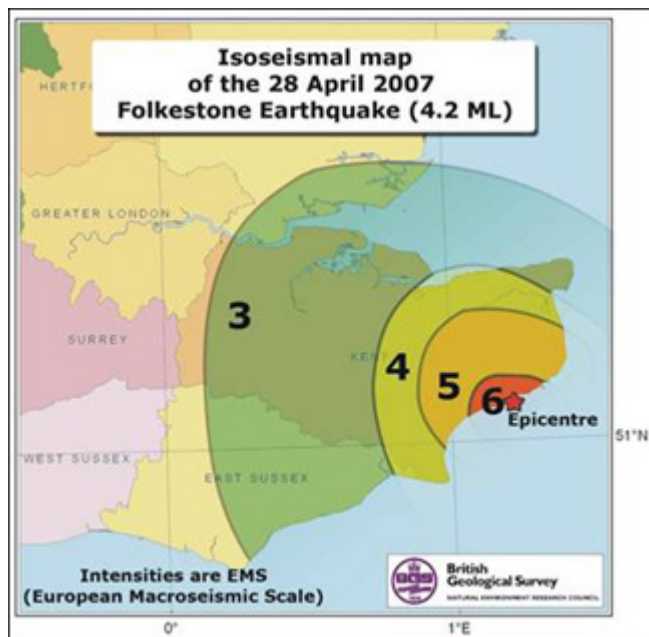 Isoseismal map
of the 28 April 2007
Folkestone Earthquake (4.2 ML)
GREATER LONDON
3
SURREY
4
5
6
Epicentre
51°N
WEST SUSSEX
EAST SUSSEX
Intensities are EMS
(European Macroseismic Scale)
BGS
British
Geological Survey
NATURAL ENVIRONMENT RESEARCH COUNCIL
0°
1°E